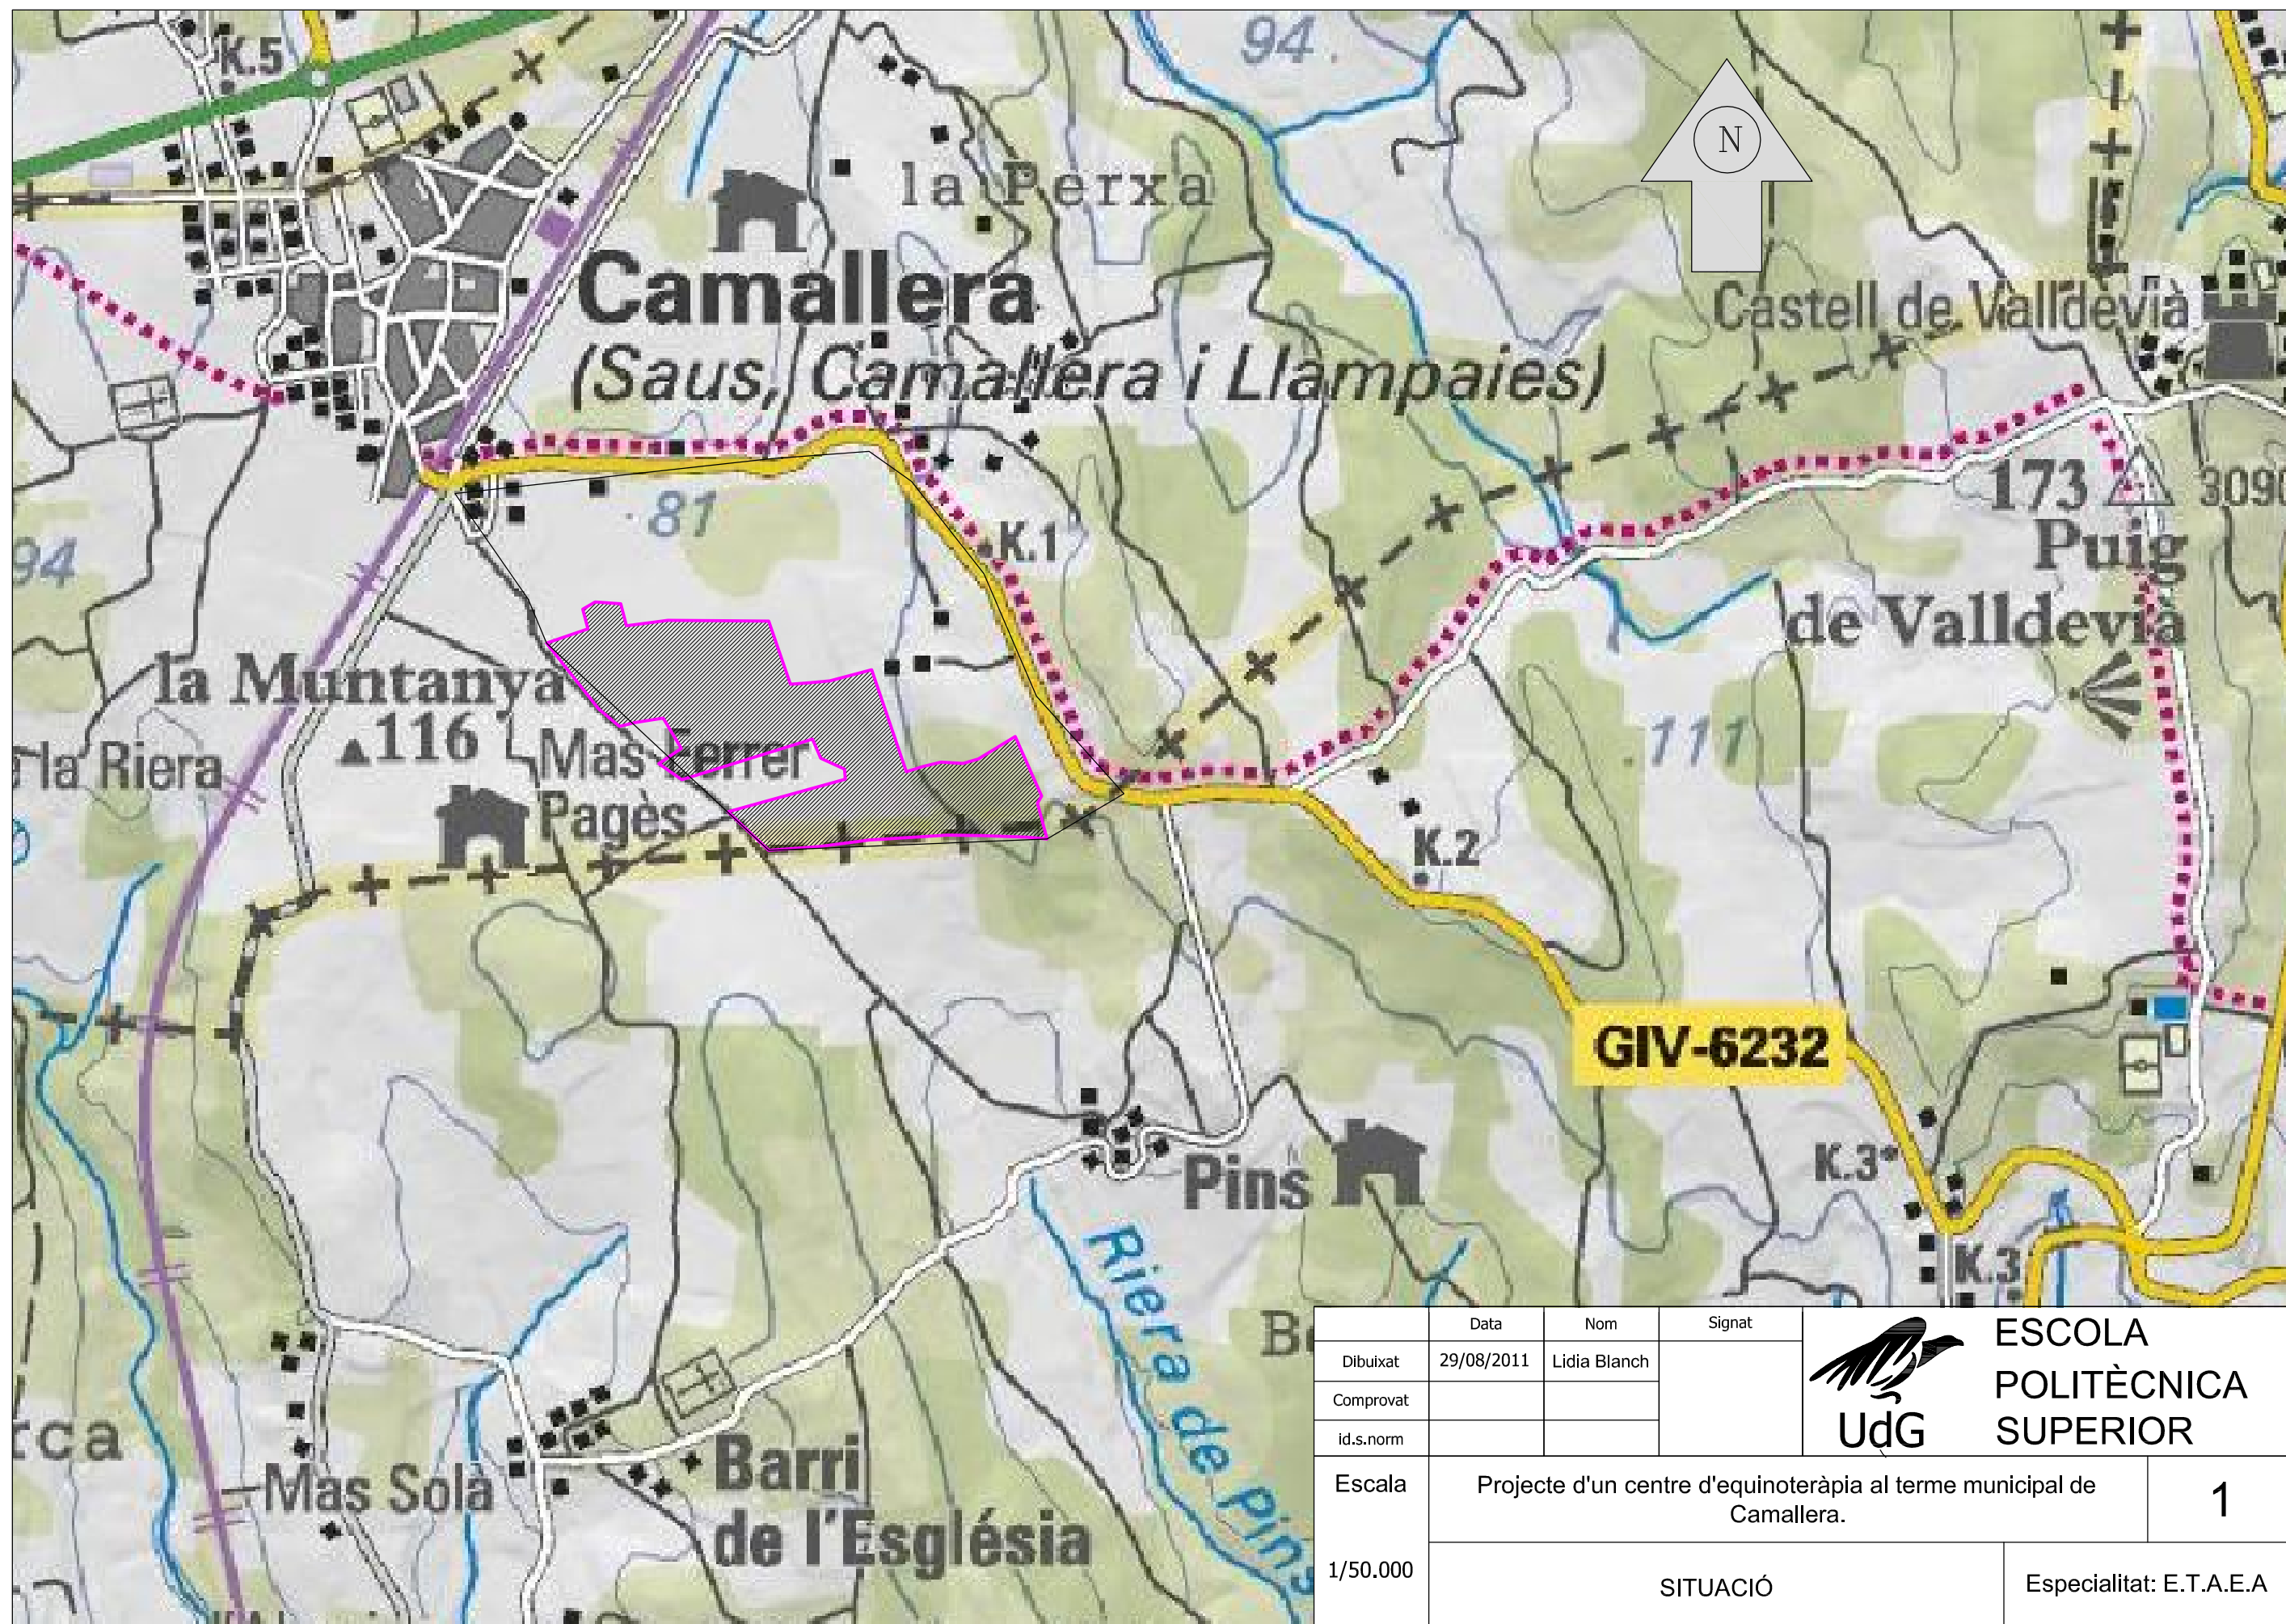 K.5
94
N
la Perxa
Camallera
(Saus, Camallera i Llampaies)
Castell de Valldevià
173
3090
Puig
de Valldevià
81
K.1
94
la Muntanya
116
la Riera
Mas Ferrer
Pagès
111
K.2
GIV-6232
Pins
K.3
K.3
Riera de Pins
Mas Solà
Barri
de l'Església
Data
Nom
Signat
Dibuixat
29/08/2011
Lidia Blanch
Comprovat
id.s.norm
UdG
ESCOLA
POLITÈCNICA
SUPERIOR
Escala
1/50.000
Projecte d'un centre d'equinoteràpia al terme municipal de
Camallera.
1
SITUACIÓ
Especialitat: E.T.A.E.A